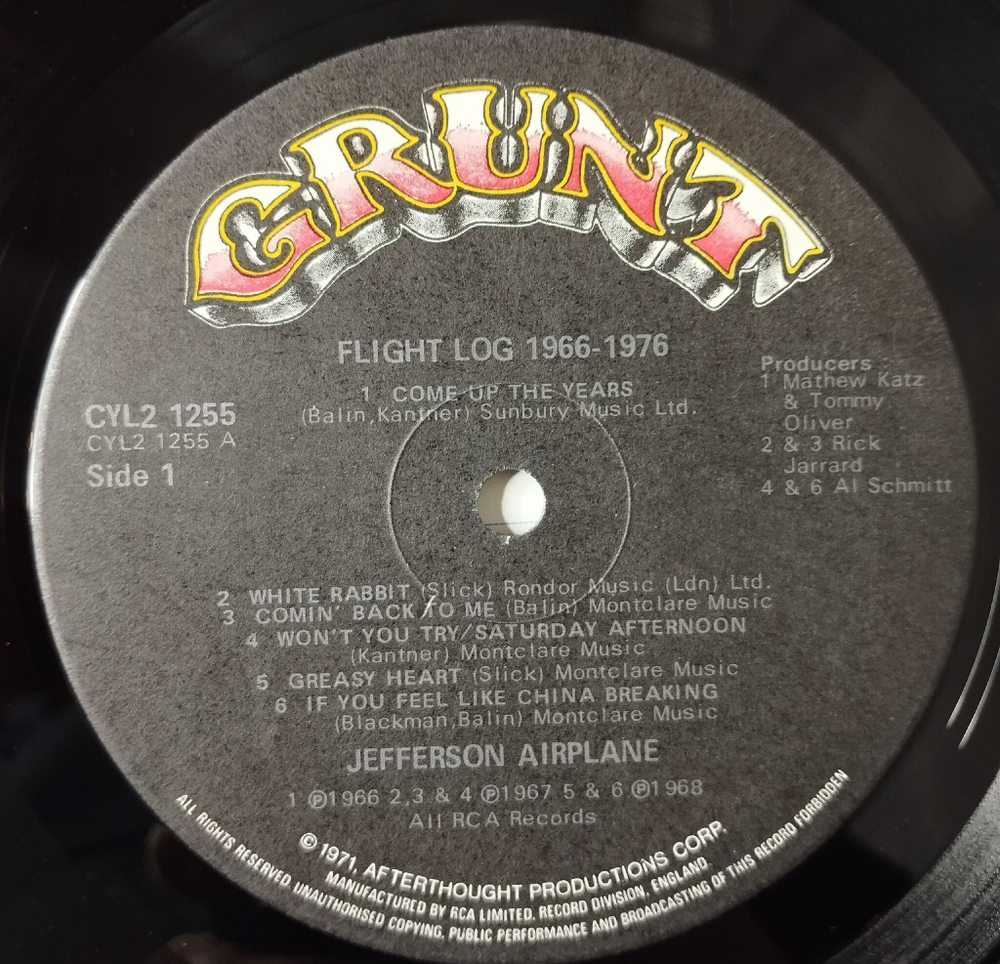 GRUNT
FLIGHT LOG 1966-1976
1 COME UP THE YEARS
(Balin,Kantner) Sunbury Music Ltd.
CYL2 1255
CYL2 1255 A
Side 1
Producers :
1 Mathew Katz
& Tommy
Oliver
2 & 3 Rick
Jarrard
4 & 6 Al Schmitt
2 WHITE RABBIT (Slick) Rondor Music (Ldn) Ltd.
3 COMIN' BACK TO ME (Balin) Montclare Music
4 WON'T YOU TRY/SATURDAY AFTERNOON
(Kantner) Montclare Music
5 GREASY HEART (Slick) Montclare Music
6 IF YOU FEEL LIKE CHINA BREAKING
(Blackman,Balin) Montclare Music
JEFFERSON AIRPLANE
1 ℗1966 2,3 & 4 ℗1967 5 & 6 ℗1968
All RCA Records
© 1971, AFTERTHOUGHT PRODUCTIONS CORP.
MANUFACTURED BY RCA LIMITED, RECORD DIVISION, ENGLAND.
ALL RIGHTS RESERVED. UNAUTHORISED COPYING, PUBLIC PERFORMANCE AND BROADCASTING OF THIS RECORD FORBIDDEN